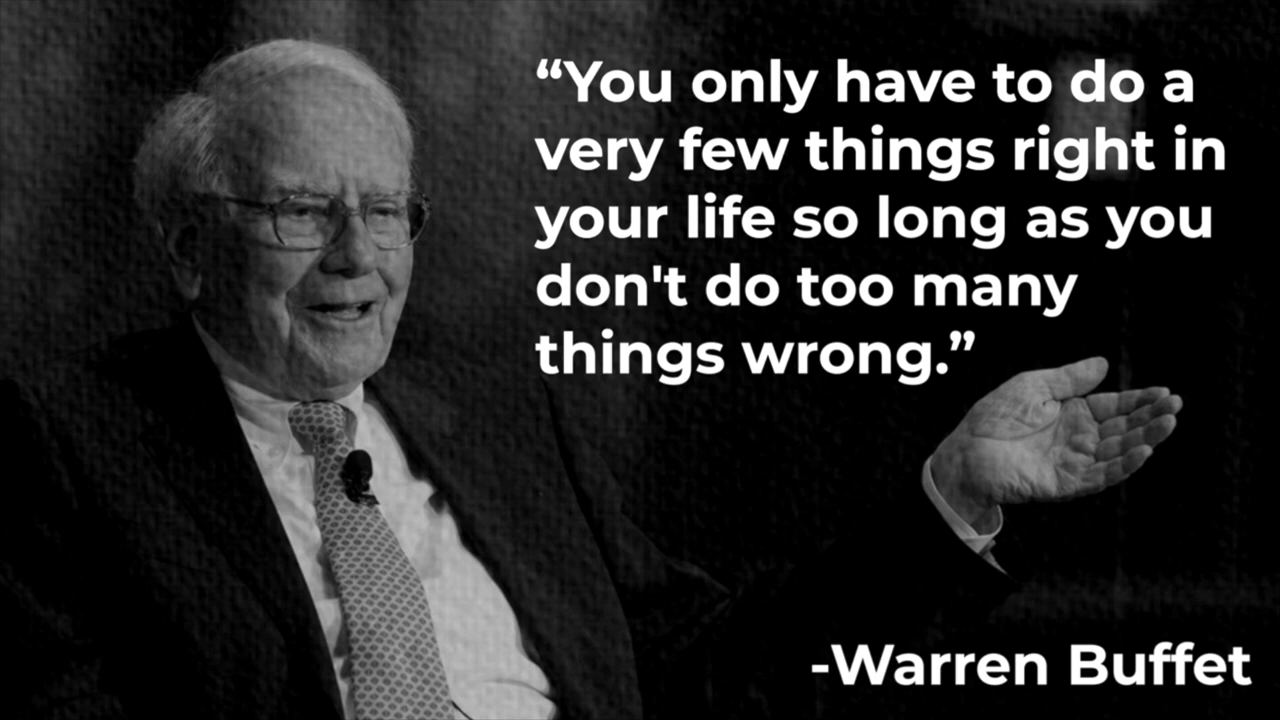 “You only have to do a
very few things right in
your life so long as you
don't do too many
things wrong.”
-Warren Buffet